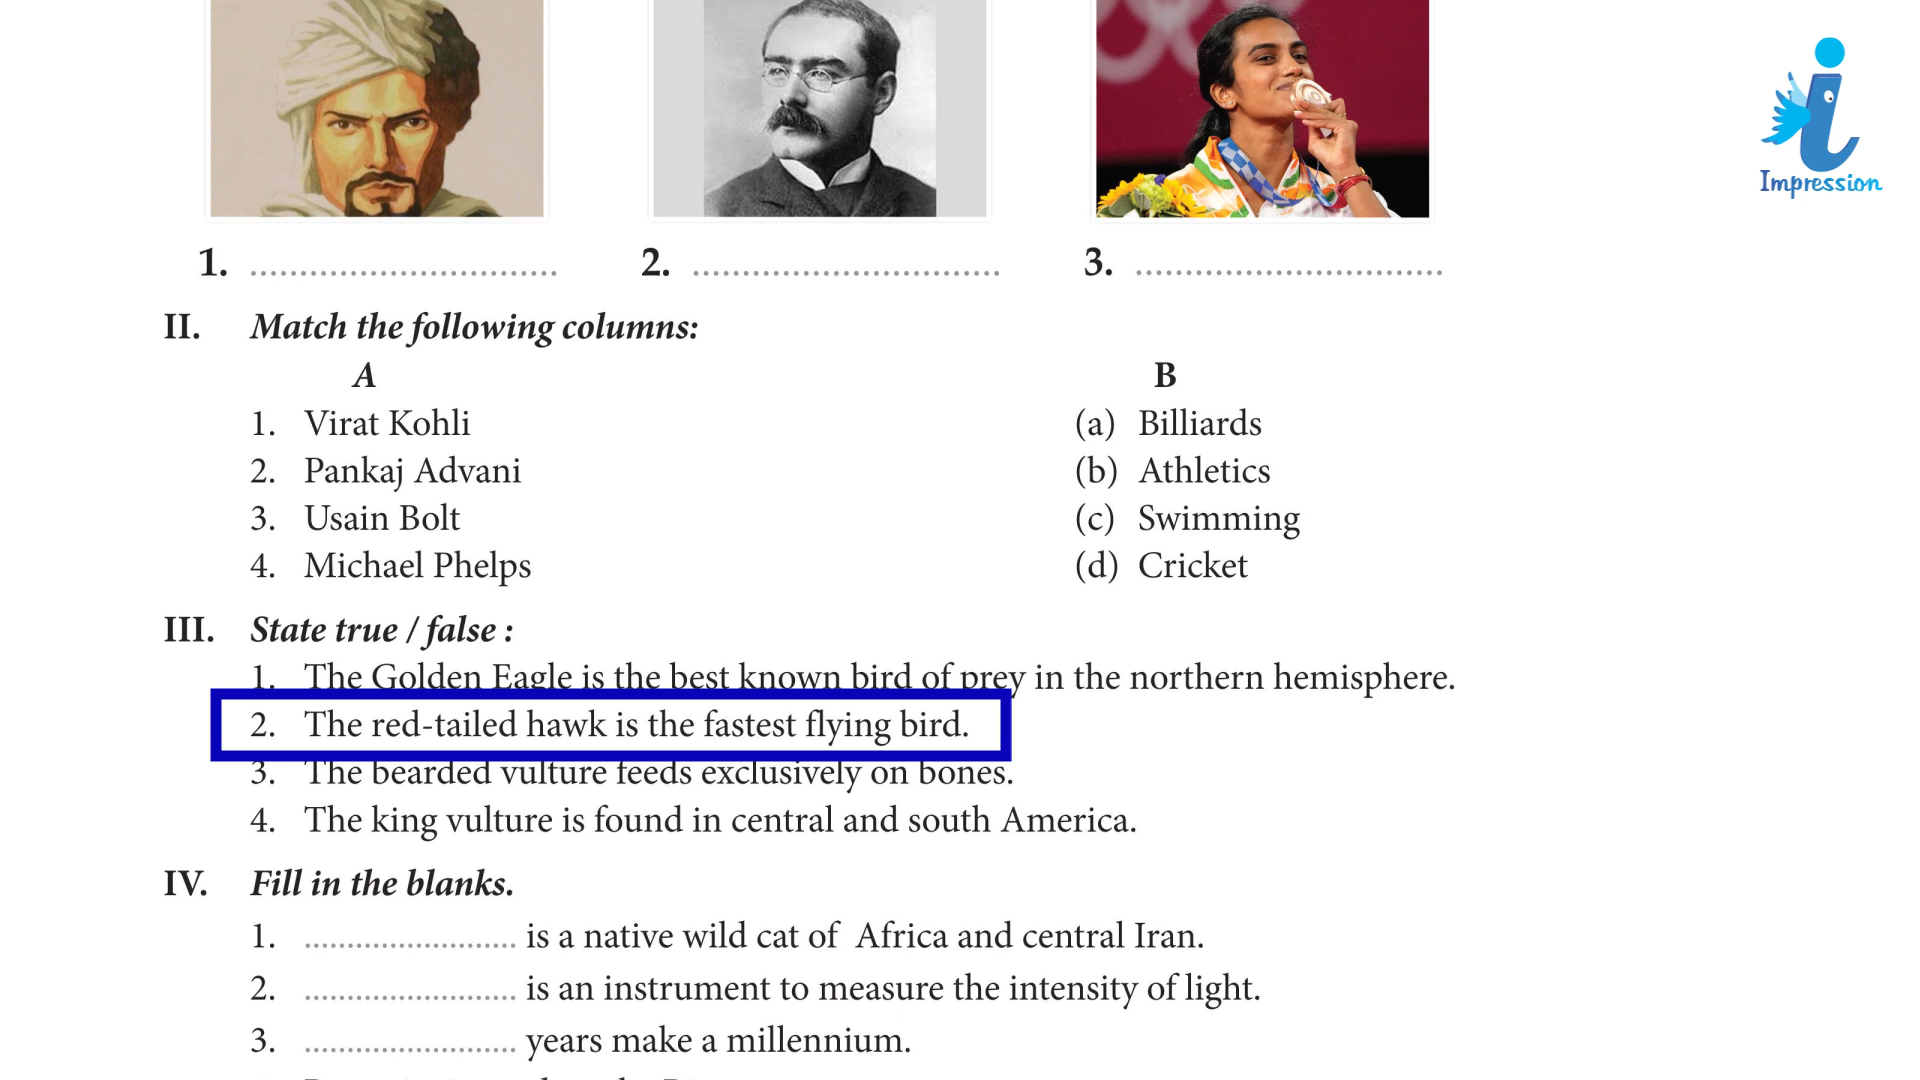 Impression
1. ...............................
2. ...............................
3. ...............................
II. Match the following columns:
A B
1. Virat Kohli (a) Billiards
2. Pankaj Advani (b) Athletics
3. Usain Bolt (c) Swimming
4. Michael Phelps (d) Cricket
III. State true / false :
1. The Golden Eagle is the best known bird of prey in the northern hemisphere.
2. The red-tailed hawk is the fastest flying bird.
3. The bearded vulture feeds exclusively on bones.
4. The king vulture is found in central and south America.
IV. Fill in the blanks.
1. ......................... is a native wild cat of Africa and central Iran.
2. ......................... is an instrument to measure the intensity of light.
3. ......................... years make a millennium.